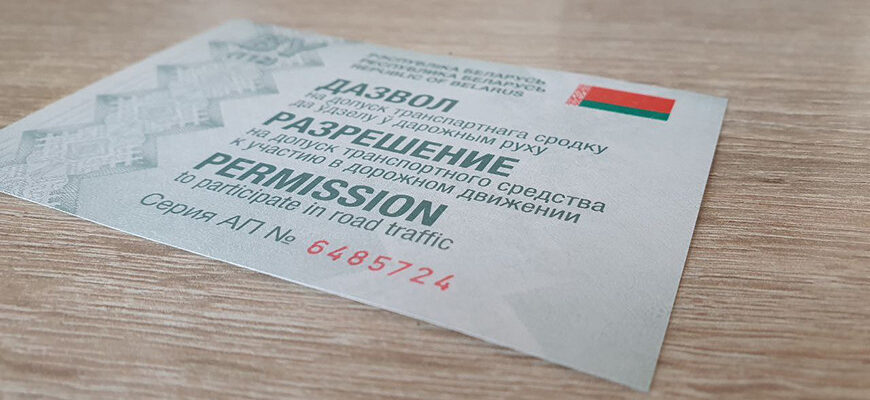 РЭСПУБЛІКА БЕЛАРУСЬ
РЕСПУБЛИКА БЕЛАРУСЬ
REPUBLIC OF BELARUS
ДАЗВОЛ
на допуск транспартнага сродку
да ўдзелу ў дарожным руху
РАЗРЕШЕНИЕ
на допуск транспортного средства
к участию в дорожном движении
PERMISSION
to participate in road traffic
Серия АП № 6485724